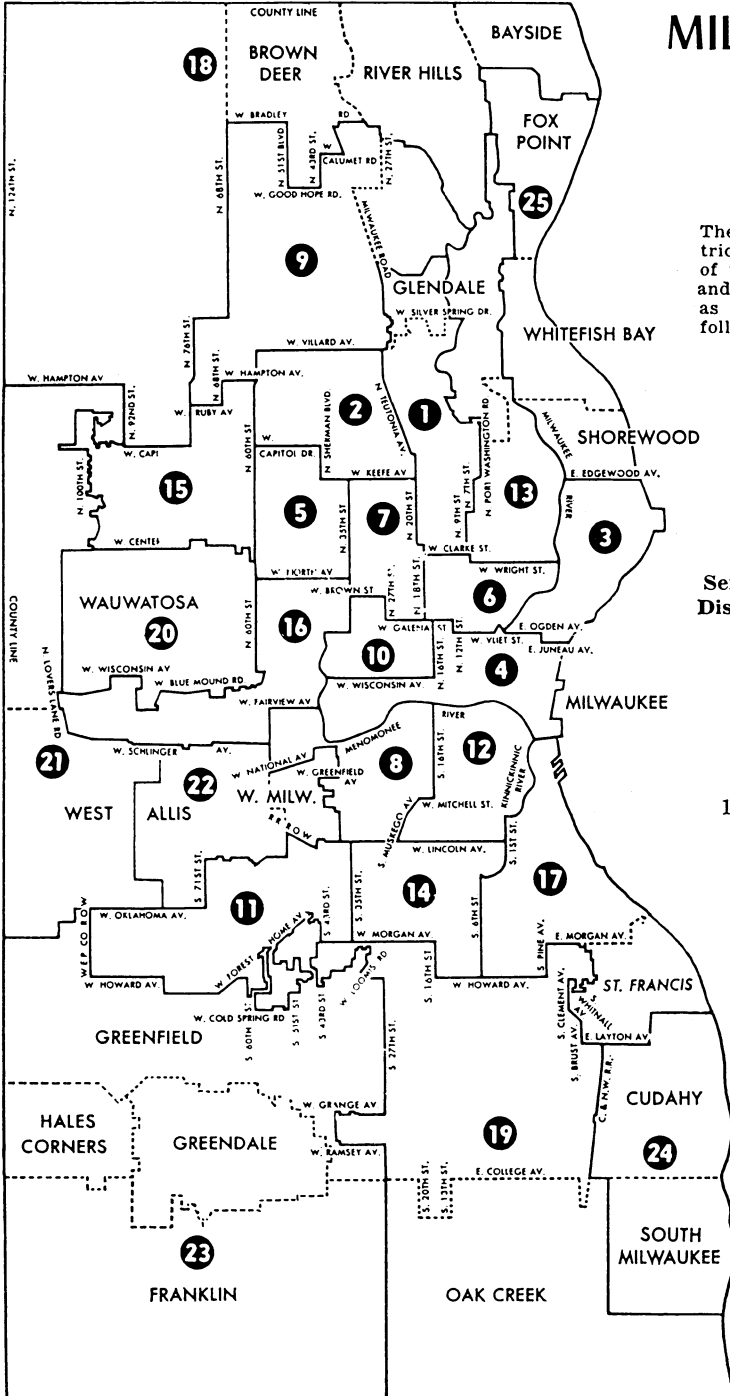 COUNTY LINE
BAYSIDE
MIL
18
BROWN
DEER
RIVER HILLS
FOX
POINT
W. BRADLEY RD
N 51ST BLVD
N 43RD ST.
W CALUMET RD
N. 27TH ST.
N. 124TH ST.
N. 68TH ST.
W. GOOD HOPE RD.
25
MILWAUKEE ROAD
9
The
tric
of
and
as
foll
GLENDALE
W. SILVER SPRING DR.
WHITEFISH BAY
N. 76TH ST.
W. VILLARD AV.
N. 68TH ST.
W. HAMPTON AV
W. HAMPTON AV.
N. 92ND ST.
W. RUBY AV
N. 60TH ST.
2
N. SHERMAN BLVD.
N. TEUTONIA AV.
1
N. PORT WASHINGTON RD
MILWAUKEE
RIVER
SHOREWOOD
W. CAPI
W.
CAPITOL DR.
W. KEEFE AV
E. EDGEWOOD AV.
N. 100TH ST.
15
5
N. 35TH ST
7
N. 20TH ST
N. 9TH ST
N. 7TH ST.
13
3
W. CENTER
W. CLARKE ST.
W. WRIGHT ST.
W. NORTH AV
W. BROWN ST
N. 27TH ST
N. 18TH ST.
6
WAUWATOSA
20
N. 60TH ST
16
W. GALENA ST
N. 16TH ST.
N. 12TH ST
W. VLIET ST.
E. OGDEN AV.
E. JUNEAU AV.
Se
Dis
COUNTY LINE
10
W. WISCONSIN AV
W. BLUE MOUND RD
W. WISCONSIN AV.
4
N. LOVERS LANE RD
W. FAIRVIEW AV.
RIVER
MILWAUKEE
W. SCHLINGER AV.
MENOMONEE
21
22
W NATIONAL AV
W. GREENFIELD
AV
8
S. 16TH ST.
12
KINNICKINNIC
RIVER
WEST ALLIS
W. MILW.
RR ROW
W. MITCHELL ST.
1
S. MUSKEGO AV
W. LINCOLN AV.
S. 1ST ST.
S. 71ST ST.
11
S. 43RD ST.
S. 35TH ST.
14
S. 6TH ST.
17
W. OKLAHOMA AV.
W E P CO ROW
W. FOREST HOME AV.
W. MORGAN AV.
E. MORGAN AV.
S. PINE AV.
W. HOWARD AV.
S. 16TH ST.
W. HOWARD AV.
W. LOOMIS RD
ST. FRANCIS
S. CLEMENT AV.
S. WHITNALL
AV
S. BRUST AV.
E. LAYTON AV.
W. COLD SPRING RD
S. 60TH ST
S. 51ST ST
S. 43RD ST
S. 27TH ST.
GREENFIELD
C. & N.W. R.R.
CUDAHY
W. GRANGE AV
HALES
CORNERS
GREENDALE
W. RAMSEY AV.
19
24
E. COLLEGE AV.
S. 20TH ST.
S. 13TH ST.
23
FRANKLIN
OAK CREEK
SOUTH
MILWAUKEE